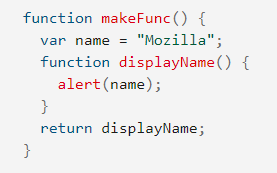 function makeFunc() {
  var name = "Mozilla";
  function displayName() {
    alert(name);
  }
  return displayName;
}